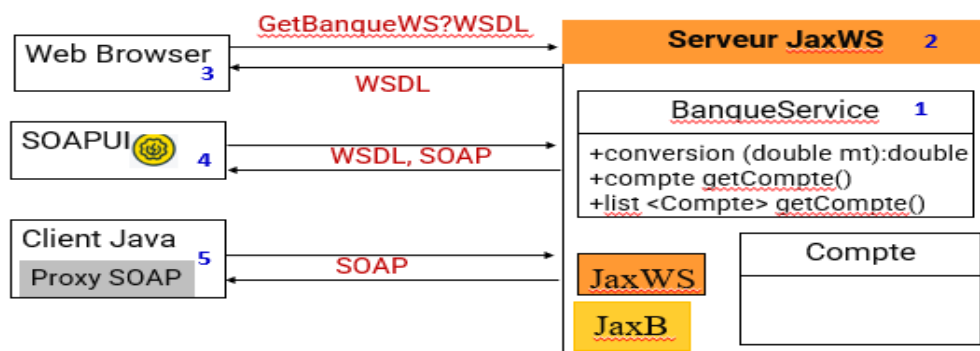 GetBanqueWS?WSDL
Web Browser
3
WSDL
SOAPUI
4
WSDL, SOAP
Client Java
5
Proxy SOAP
SOAP
Serveur JaxWS 2
BanqueService 1
+conversion (double mt):double
+compte getCompte()
+list <Compte> getCompte()
JaxWS
JaxB
Compte